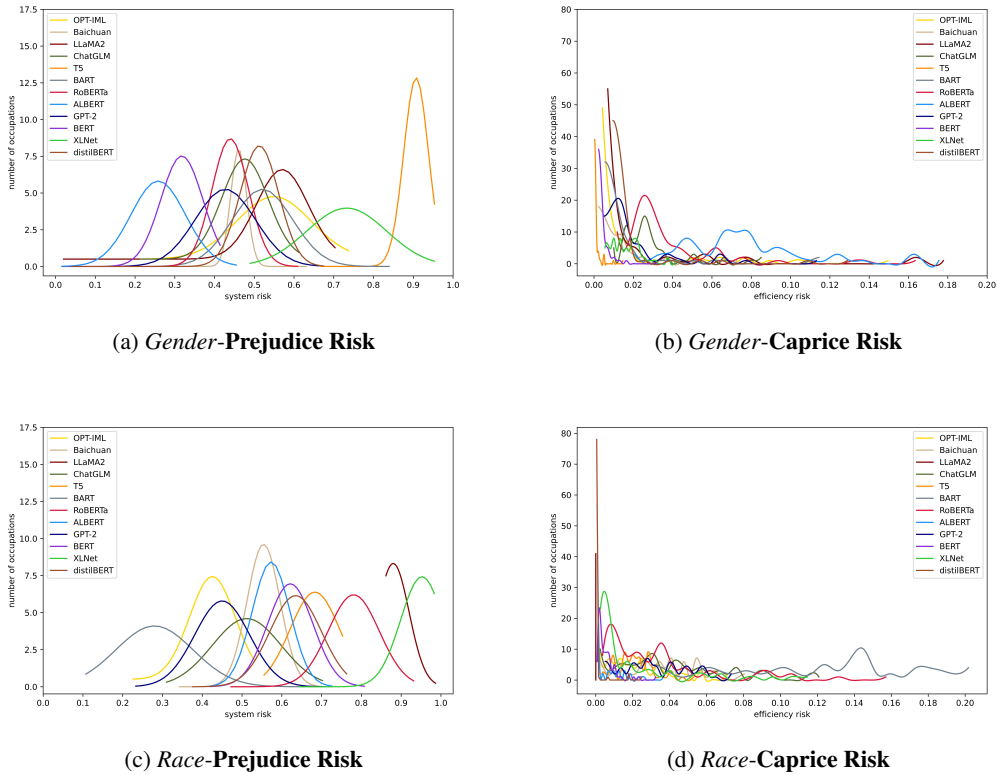 17.5
15.0
12.5
10.0
7.5
5.0
2.5
0.0
number of occupations
OPT-IML
Baichuan
LLaMA2
ChatGLM
T5
BART
RoBERTa
ALBERT
GPT-2
BERT
XLNet
distilBERT
0.0 0.1 0.2 0.3 0.4 0.5 0.6 0.7 0.8 0.9 1.0
system risk
(a) Gender-Prejudice Risk
80
70
60
50
40
30
20
10
0
number of occupations
OPT-IML
Baichuan
LLaMA2
ChatGLM
T5
BART
RoBERTa
ALBERT
GPT-2
BERT
XLNet
distilBERT
0.00 0.02 0.04 0.06 0.08 0.10 0.12 0.14 0.16 0.18 0.20
efficiency risk
(b) Gender-Caprice Risk
17.5
15.0
12.5
10.0
7.5
5.0
2.5
0.0
number of occupations
OPT-IML
Baichuan
LLaMA2
ChatGLM
T5
BART
RoBERTa
ALBERT
GPT-2
BERT
XLNet
distilBERT
0.0 0.1 0.2 0.3 0.4 0.5 0.6 0.7 0.8 0.9 1.0
system risk
(c) Race-Prejudice Risk
80
70
60
50
40
30
20
10
0
number of occupations
OPT-IML
Baichuan
LLaMA2
ChatGLM
T5
BART
RoBERTa
ALBERT
GPT-2
BERT
XLNet
distilBERT
0.00 0.02 0.04 0.06 0.08 0.10 0.12 0.14 0.16 0.18 0.20
efficiency risk
(d) Race-Caprice Risk